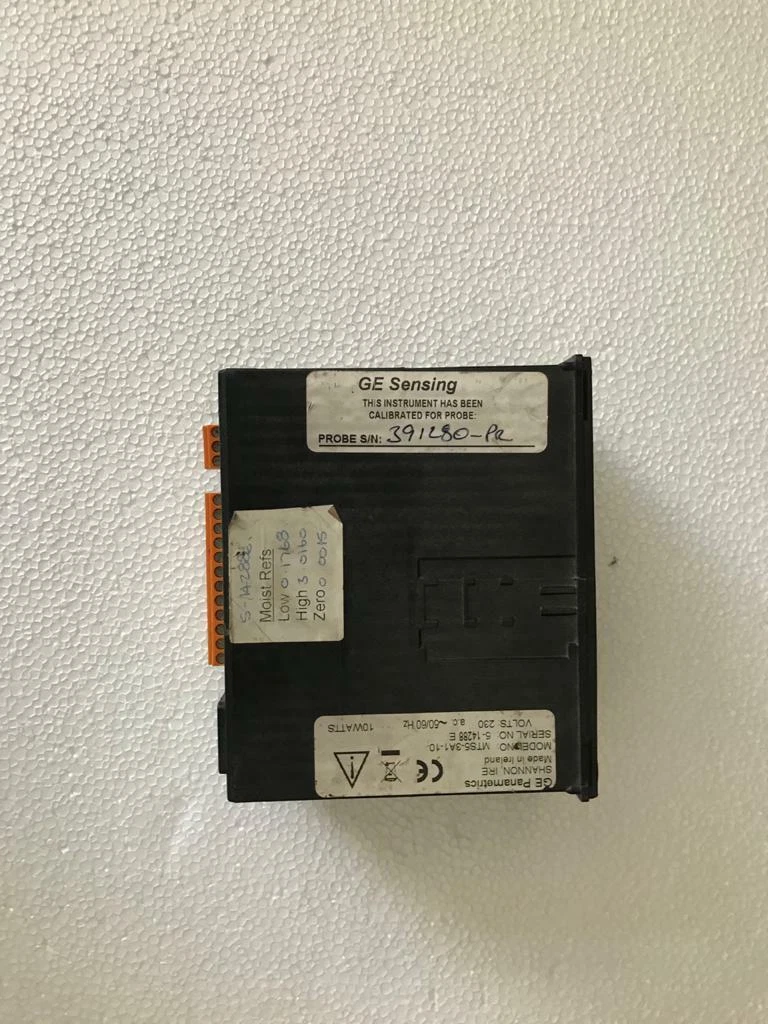 GE Sensing
THIS INSTRUMENT HAS BEEN
CALIBRATED FOR PROBE:
PROBE S/N: 391280-PR
Moist Refs
Low 0.1768
High 3 0160
Zero 0 0015
GE Panametrics
SHANNON, IRE
Made in Ireland
MODEL NO: MTS5-3A1-10
SERIAL NO: 5-14288 E
VOLTS: 230 a.c. ~50/60 Hz 10WATTS
CE